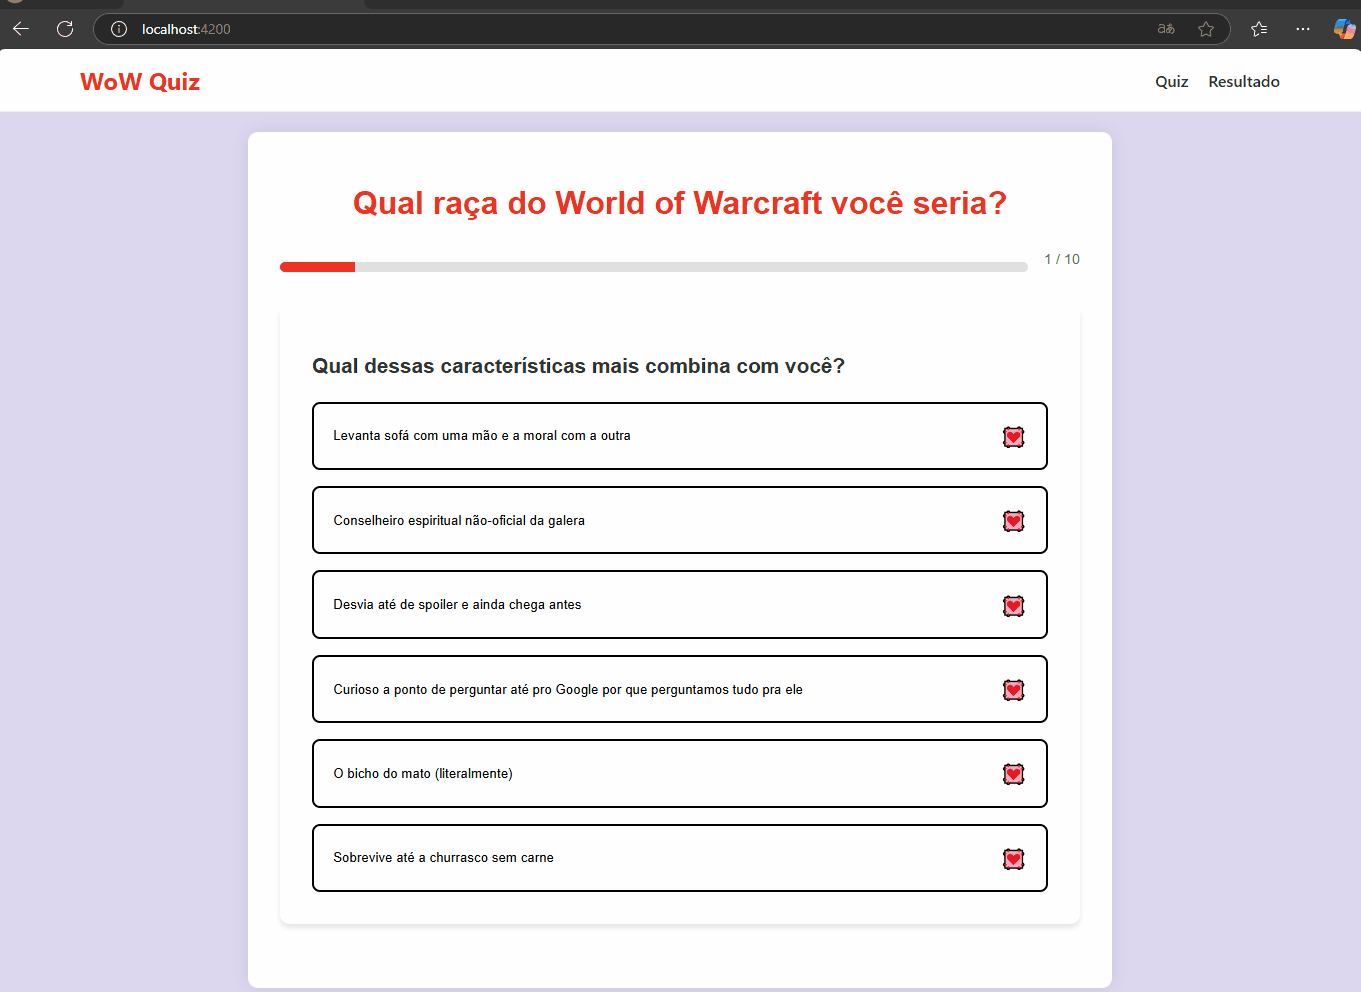 localhost:4200
aあ
WoW Quiz
Quiz
Resultado
Qual raça do World of Warcraft você seria?
1 / 10
Qual dessas características mais combina com você?
Levanta sofá com uma mão e a moral com a outra
Conselheiro espiritual não-oficial da galera
Desvia até de spoiler e ainda chega antes
Curioso a ponto de perguntar até pro Google por que perguntamos tudo pra ele
O bicho do mato (literalmente)
Sobrevive até a churrasco sem carne